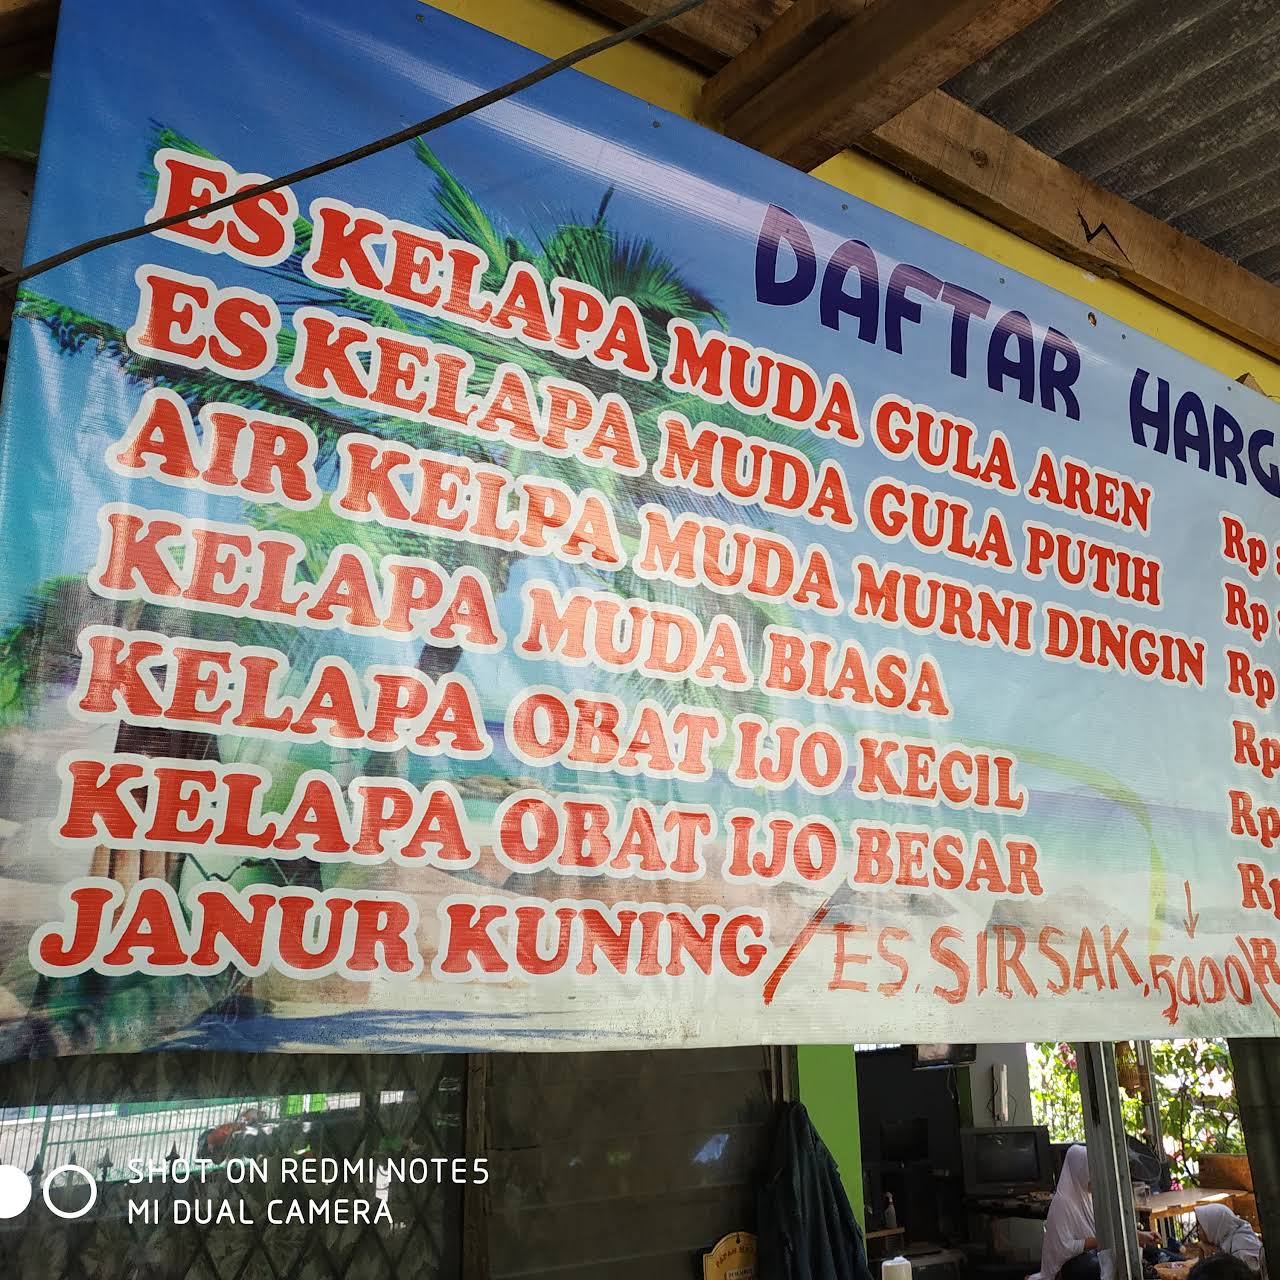 DAFTAR HARG
ES KELAPA MUDA GULA AREN Rp
ES KELAPA MUDA GULA PUTIH Rp
AIR KELPA MUDA MURNI DINGIN Rp
KELAPA MUDA BIASA Rp
KELAPA OBAT IJO KECIL Rp
KELAPA OBAT IJO BESAR Rp
JANUR KUNING / ES. SIRSAK, 5000 R
SHOT ON REDMI NOTE5
MI DUAL CAMERA